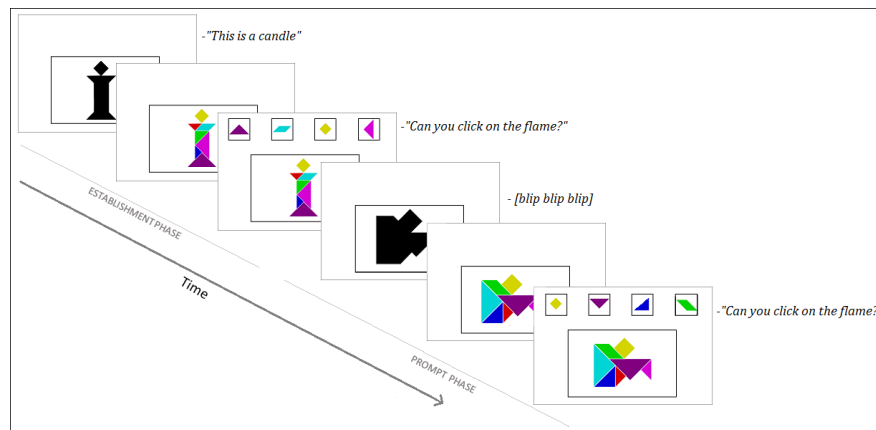 -"This is a candle"
-"Can you click on the flame?"
- [blip blip blip]
ESTABLISHMENT PHASE
Time
-"Can you click on the flame?
PROMPT PHASE